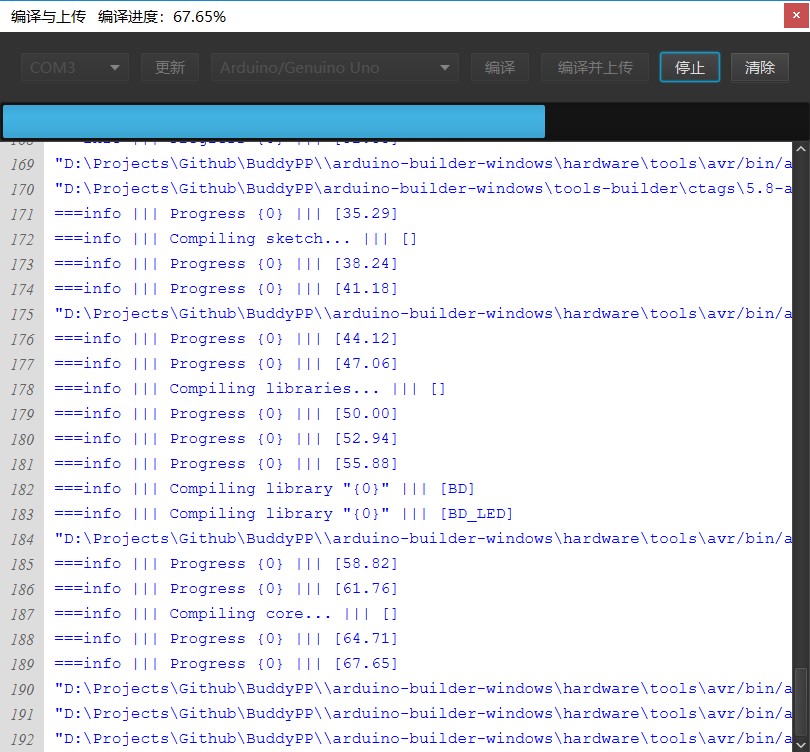 编译与上传 编译进度：67.65%
COM3 更新 Arduino/Genuino Uno 编译 编译并上传 停止 清除
169 "D:\Projects\Github\BuddyPP\\arduino-builder-windows\hardware\tools\avr/bin/a
170 "D:\Projects\Github\BuddyPP\arduino-builder-windows\tools-builder\ctags\5.8-a
171 ===info ||| Progress {0} ||| [35.29]
172 ===info ||| Compiling sketch... ||| []
173 ===info ||| Progress {0} ||| [38.24]
174 ===info ||| Progress {0} ||| [41.18]
175 "D:\Projects\Github\BuddyPP\\arduino-builder-windows\hardware\tools\avr/bin/a
176 ===info ||| Progress {0} ||| [44.12]
177 ===info ||| Progress {0} ||| [47.06]
178 ===info ||| Compiling libraries... ||| []
179 ===info ||| Progress {0} ||| [50.00]
180 ===info ||| Progress {0} ||| [52.94]
181 ===info ||| Progress {0} ||| [55.88]
182 ===info ||| Compiling library "{0}" ||| [BD]
183 ===info ||| Compiling library "{0}" ||| [BD_LED]
184 "D:\Projects\Github\BuddyPP\\arduino-builder-windows\hardware\tools\avr/bin/a
185 ===info ||| Progress {0} ||| [58.82]
186 ===info ||| Progress {0} ||| [61.76]
187 ===info ||| Compiling core... ||| []
188 ===info ||| Progress {0} ||| [64.71]
189 ===info ||| Progress {0} ||| [67.65]
190 "D:\Projects\Github\BuddyPP\\arduino-builder-windows\hardware\tools\avr/bin/a
191 "D:\Projects\Github\BuddyPP\\arduino-builder-windows\hardware\tools\avr/bin/a
192 "D:\Projects\Github\BuddyPP\\arduino-builder-windows\hardware\tools\avr/bin/a